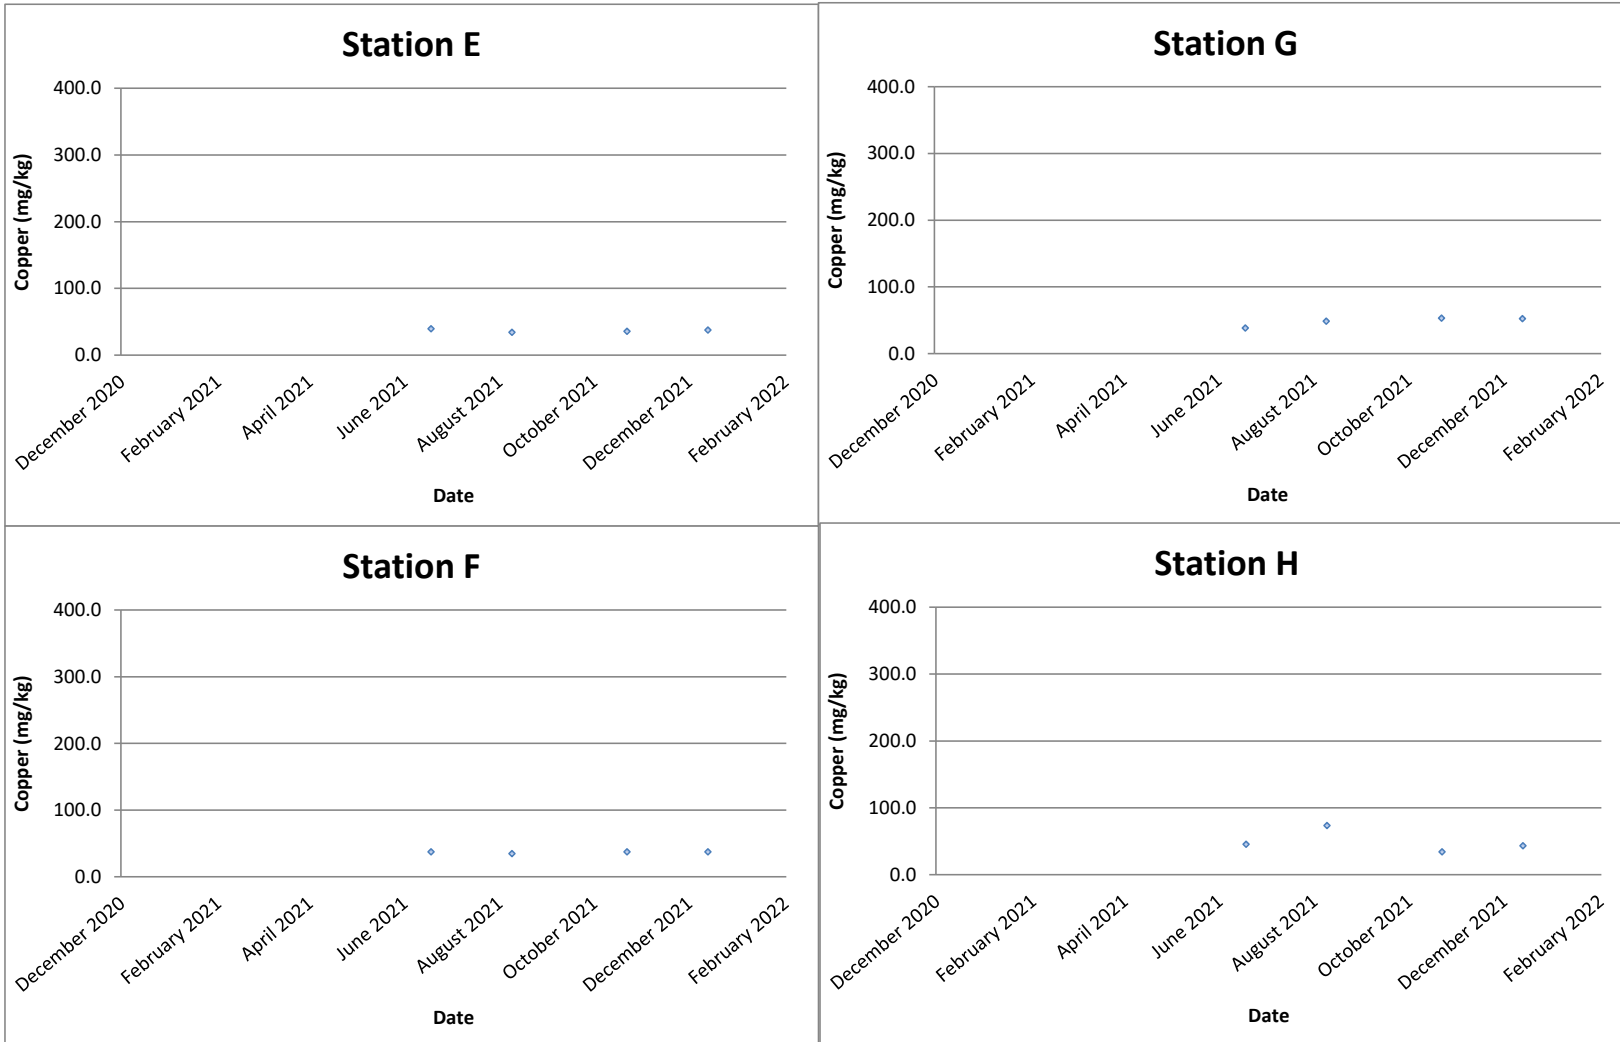 Station E
400.0
300.0
200.0
100.0
0.0
Copper (mg/kg)
December 2020
February 2021
April 2021
June 2021
August 2021
October 2021
December 2021
February 2022
Date
Station G
400.0
300.0
200.0
100.0
0.0
Copper (mg/kg)
December 2020
February 2021
April 2021
June 2021
August 2021
October 2021
December 2021
February 2022
Date
Station F
400.0
300.0
200.0
100.0
0.0
Copper (mg/kg)
December 2020
February 2021
April 2021
June 2021
August 2021
October 2021
December 2021
February 2022
Date
Station H
400.0
300.0
200.0
100.0
0.0
Copper (mg/kg)
December 2020
February 2021
April 2021
June 2021
August 2021
October 2021
December 2021
February 2022
Date